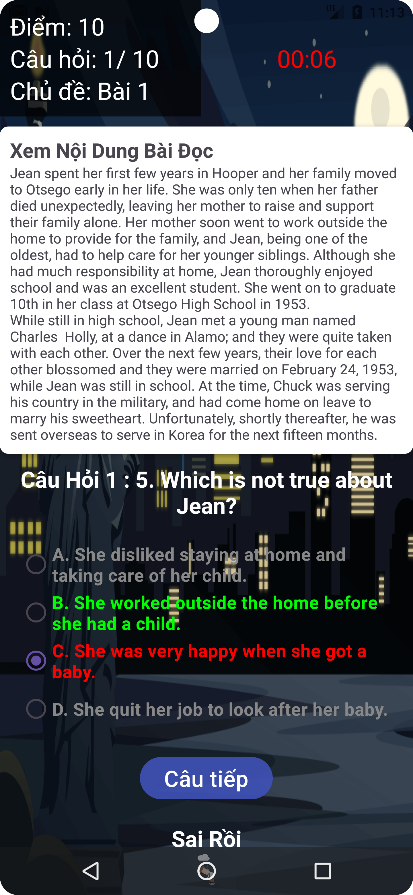 11:13
Điểm: 10
Câu hỏi: 1/ 10
00:06
Chủ đề: Bài 1
Xem Nội Dung Bài Đọc
Jean spent her first few years in Hooper and her family moved
to Otsego early in her life. She was only ten when her father
died unexpectedly, leaving her mother to raise and support
their family alone. Her mother soon went to work outside the
home to provide for the family, and Jean, being one of the
oldest, had to help care for her younger siblings. Although she
had much responsibility at home, Jean thoroughly enjoyed
school and was an excellent student. She went on to graduate
10th in her class at Otsego High School in 1953.
While still in high school, Jean met a young man named
Charles  Holly, at a dance in Alamo; and they were quite taken
with each other. Over the next few years, their love for each
other blossomed and they were married on February 24, 1953,
while Jean was still in school. At the time, Chuck was serving
his country in the military, and had come home on leave to
marry his sweetheart. Unfortunately, shortly thereafter, he was
sent overseas to serve in Korea for the next fifteen months.
Câu Hỏi 1 : 5. Which is not true about
Jean?
A. She disliked staying at home and
taking care of her child.
B. She worked outside the home before
she had a child.
C. She was very happy when she got a
baby.
D. She quit her job to look after her baby.
Câu tiếp
Sai Rồi